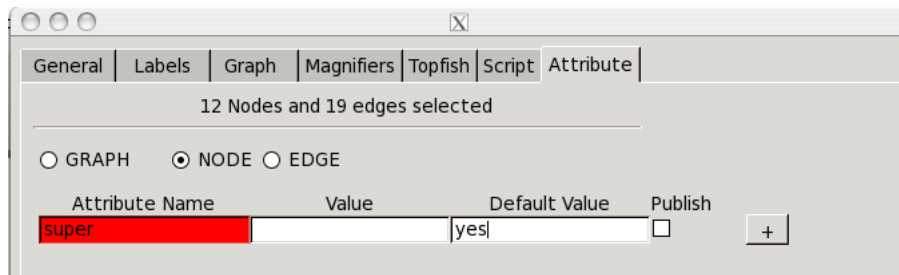 X
General Labels Graph Magnifiers Topfish Script Attribute
12 Nodes and 19 edges selected
GRAPH NODE EDGE
Attribute Name Value Default Value Publish
super yes +